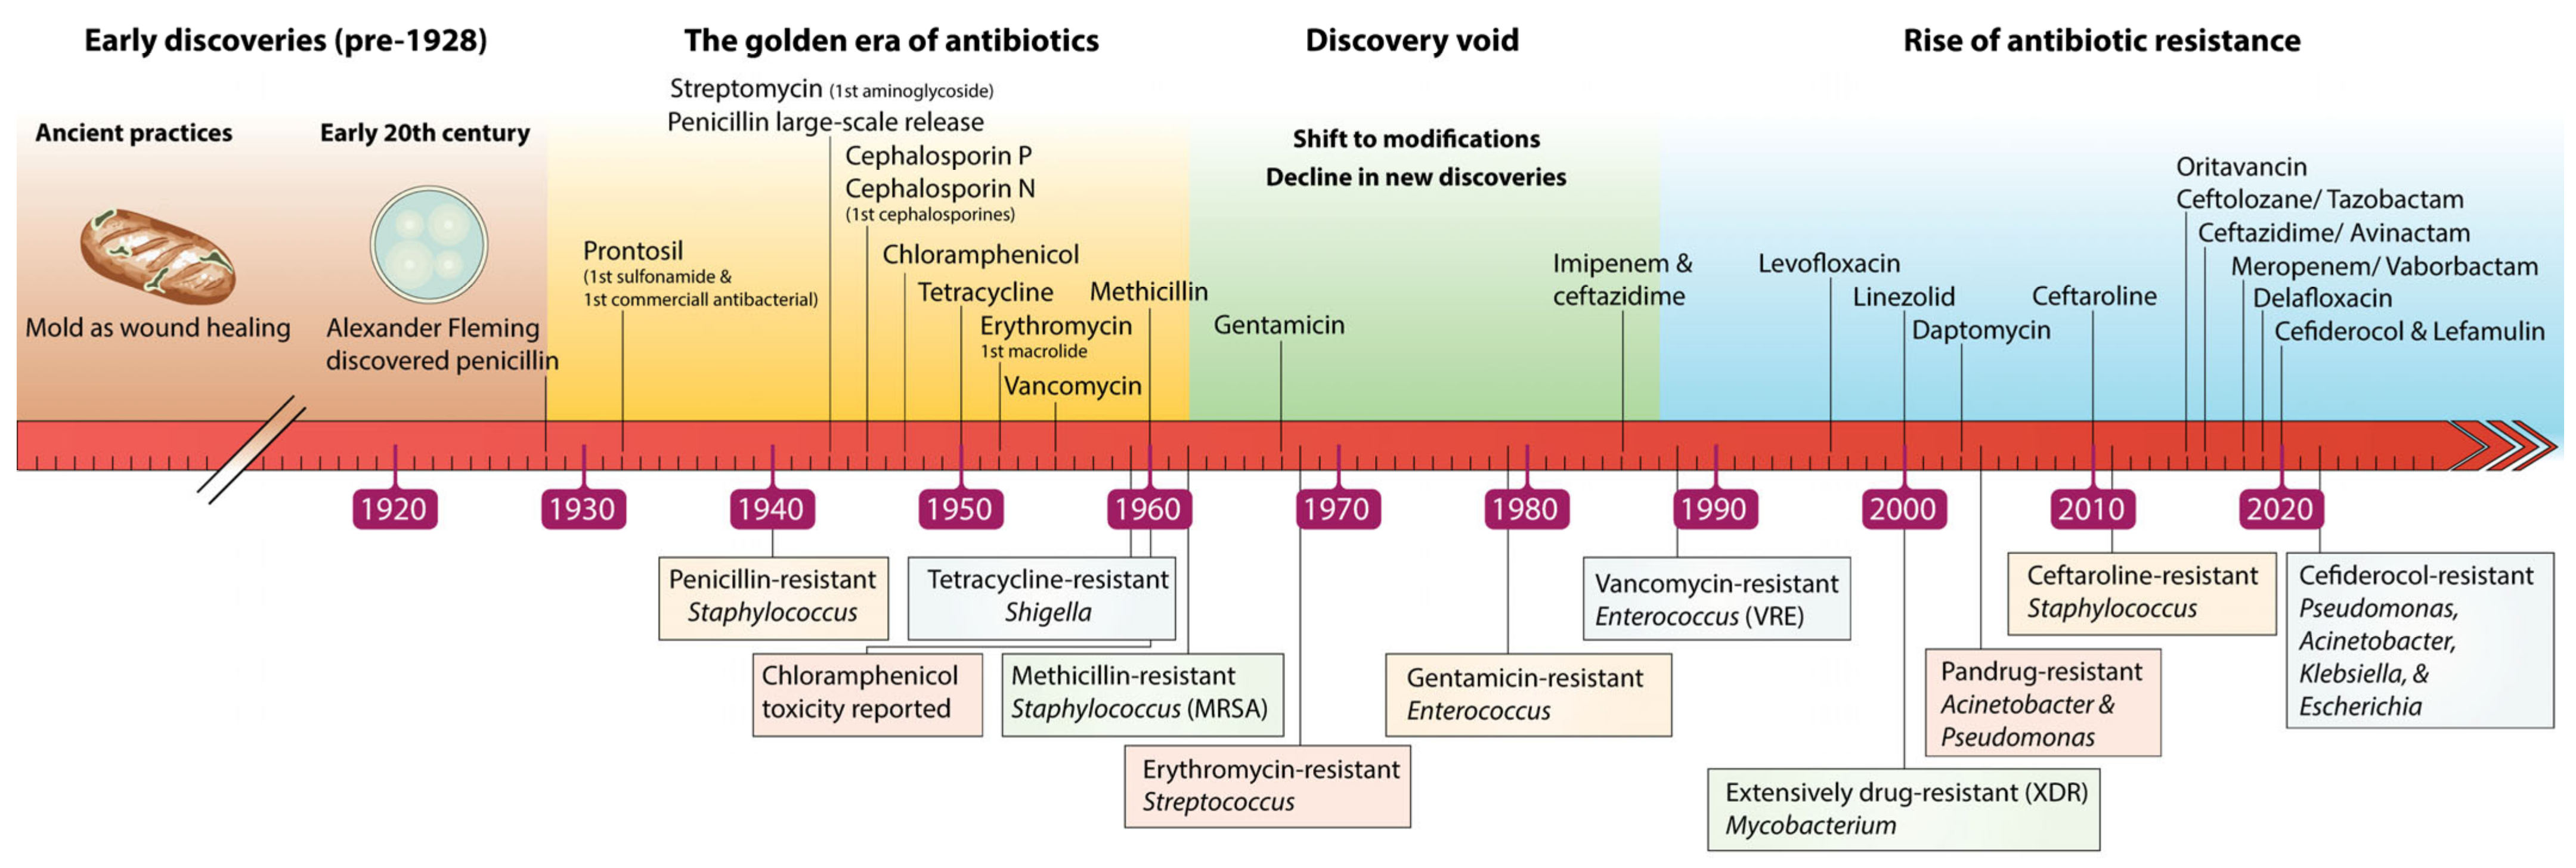 Early discoveries (pre-1928)
The golden era of antibiotics
Discovery void
Rise of antibiotic resistance
Ancient practices
Early 20th century
Mold as wound healing
Alexander Fleming
discovered penicillin
Prontosil
(1st sulfonamide &
1st commerciall antibacterial)
Streptomycin (1st aminoglycoside)
Penicillin large-scale release
Cephalosporin P
Cephalosporin N
(1st cephalosporines)
Chloramphenicol
Tetracycline
Erythromycin
1st macrolide
Vancomycin
Methicillin
Shift to modifications
Decline in new discoveries
Gentamicin
Imipenem &
ceftazidime
Levofloxacin
Linezolid
Daptomycin
Ceftaroline
Oritavancin
Ceftolozane/ Tazobactam
Ceftazidime/ Avinactam
Meropenem/ Vaborbactam
Delafloxacin
Cefiderocol & Lefamulin
1920
1930
1940
1950
1960
1970
1980
1990
2000
2010
2020
Penicillin-resistant
Staphylococcus
Tetracycline-resistant
Shigella
Chloramphenicol
toxicity reported
Methicillin-resistant
Staphylococcus (MRSA)
Erythromycin-resistant
Streptococcus
Gentamicin-resistant
Enterococcus
Vancomycin-resistant
Enterococcus (VRE)
Extensively drug-resistant (XDR)
Mycobacterium
Pandrug-resistant
Acinetobacter &
Pseudomonas
Ceftaroline-resistant
Staphylococcus
Cefiderocol-resistant
Pseudomonas,
Acinetobacter,
Klebsiella, &
Escherichia